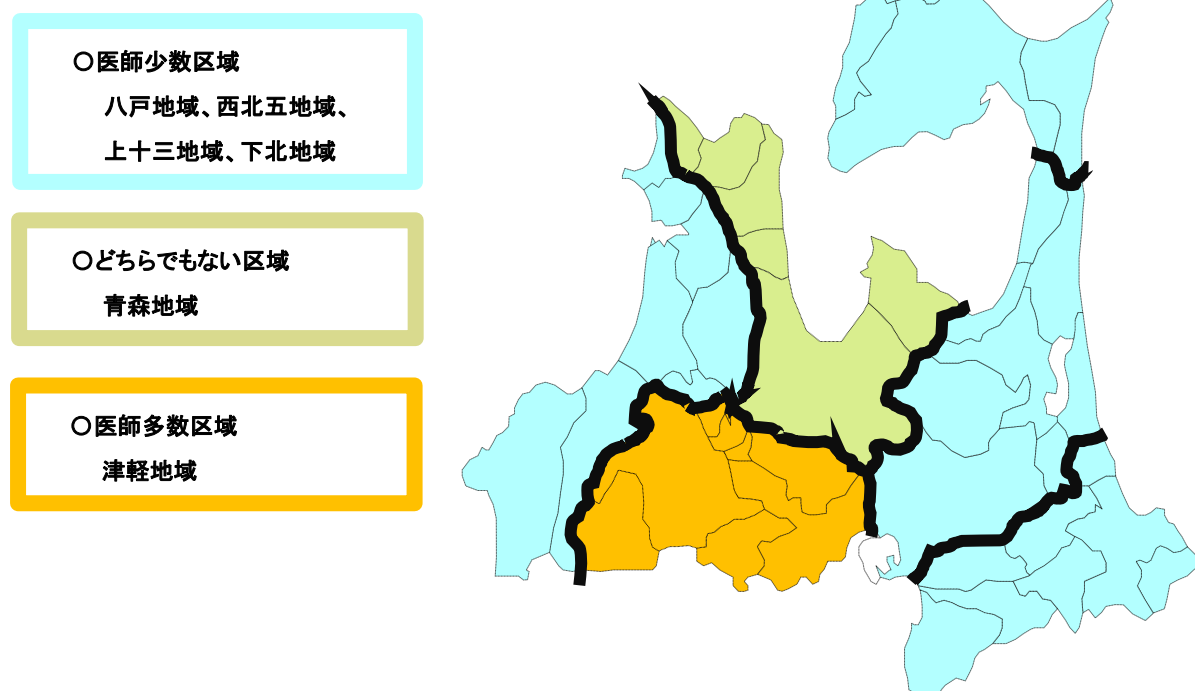 ○医師少数区域
八戸地域、西北五地域、
上十三地域、下北地域
○どちらでもない区域
青森地域
○医師多数区域
津軽地域